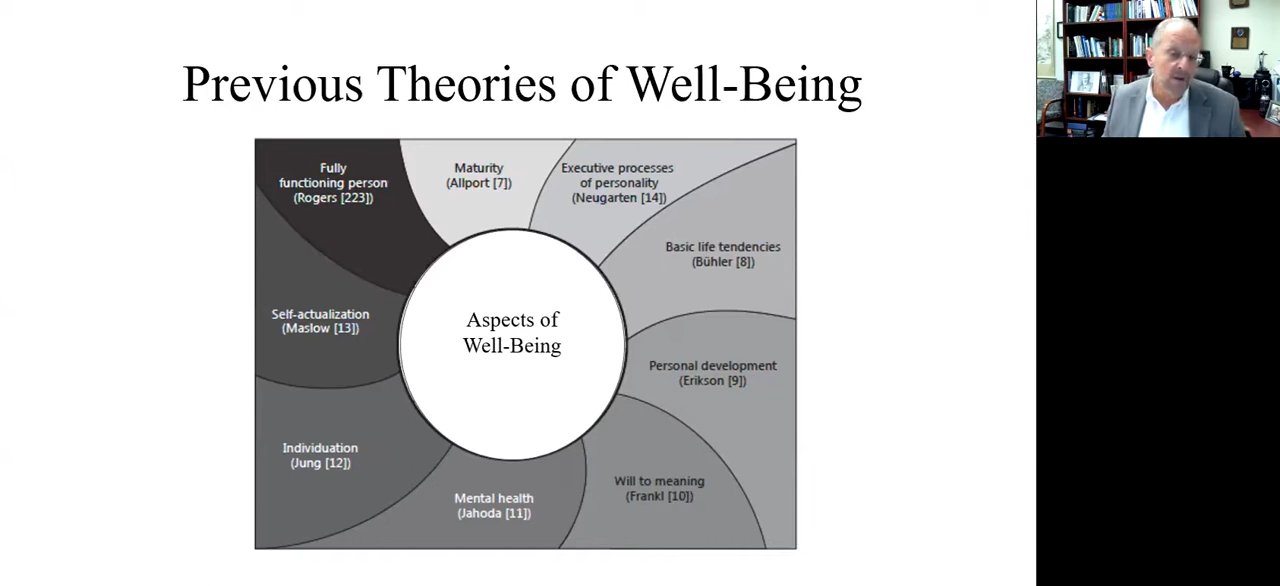 Previous Theories of Well-Being
Fully
functioning person
(Rogers [223])
Maturity
(Allport [7])
Executive processes
of personality
(Neugarten [14])
Basic life tendencies
(Bühler [8])
Self-actualization
(Maslow [13])
Aspects of
Well-Being
Personal development
(Erikson [9])
Individuation
(Jung [12])
Will to meaning
(Frankl [10])
Mental health
(Jahoda [11])